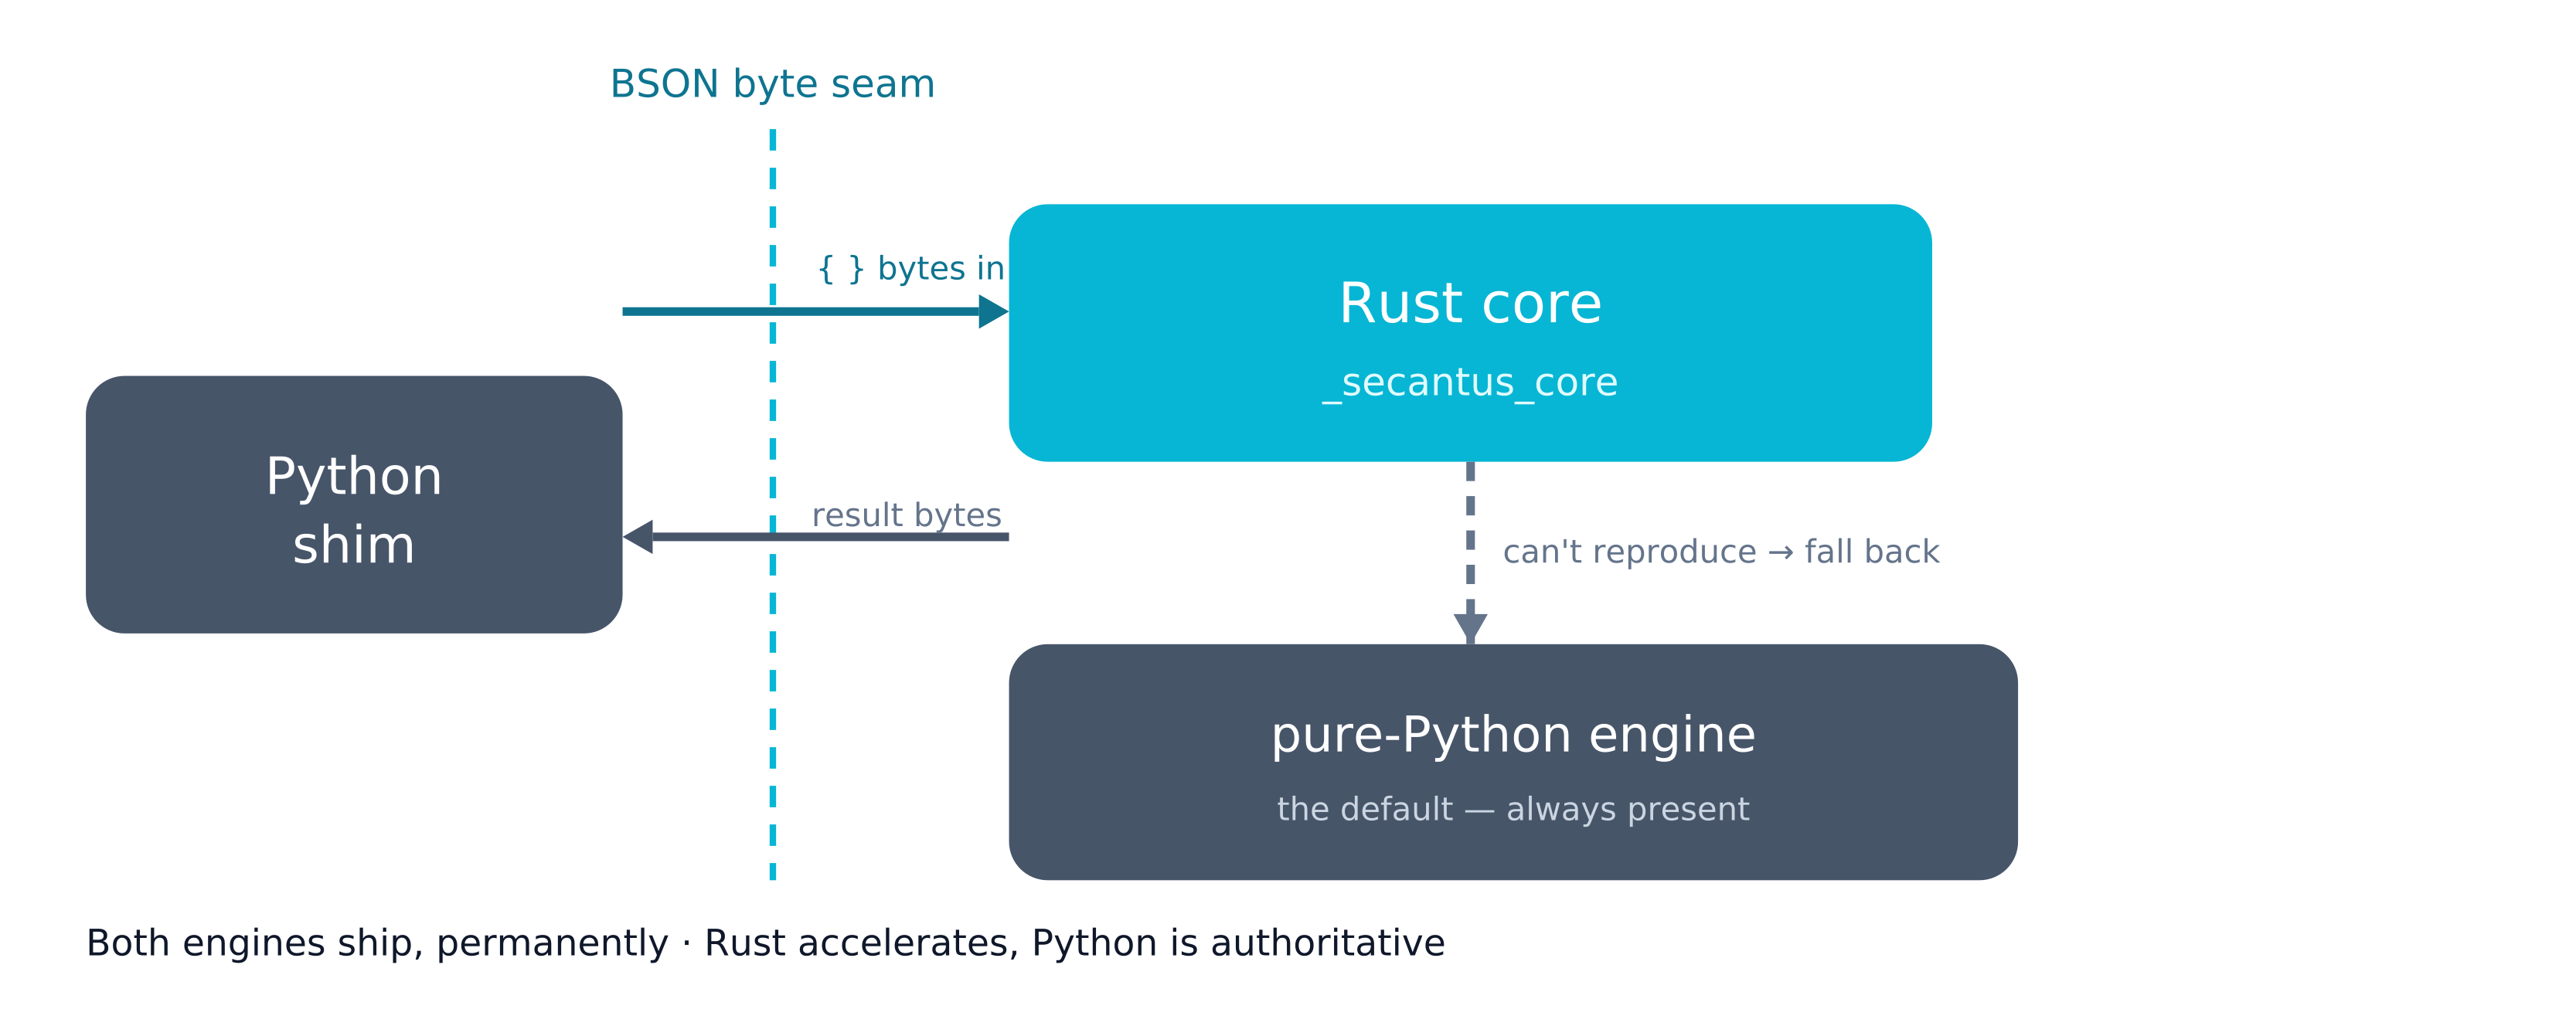 BSON byte seam
{ } bytes in
Rust core
_secantus_core
Python
shim
result bytes
can't reproduce → fall back
pure-Python engine
the default — always present
Both engines ship, permanently · Rust accelerates, Python is authoritative